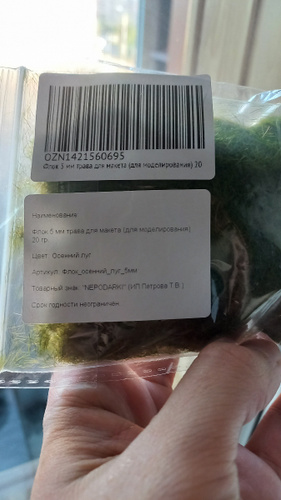 OZN1421560695
Флок 5 мм трава для макета (для моделирования) 20
Наименование:
Флок 5 мм трава для макета (для моделирования)
20 гр.
Цвет: Осенний луг
Артикул: Флок_осенний_луг_5мм
Товарный знак: "NEPODARKI" (ИП Петрова Т.В.)
Срок годности неограничен.